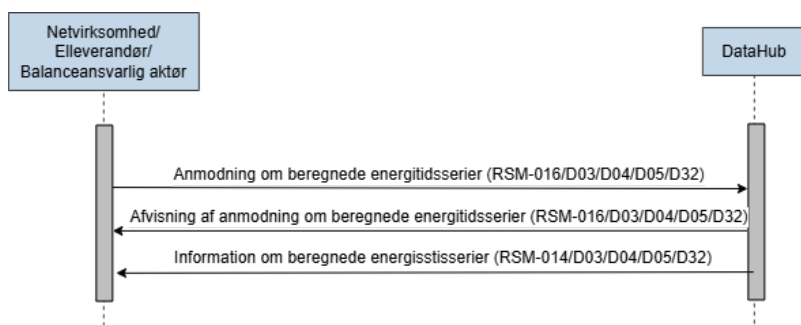 Netvirksomhed/
Elleverandør/
Balanceansvarlig aktør
DataHub
Anmodning om beregnede energitidsserier (RSM-016/D03/D04/D05/D32)
Afvisning af anmodning om beregnede energitidsserier (RSM-016/D03/D04/D05/D32)
Information om beregnede energisstisserier (RSM-014/D03/D04/D05/D32)